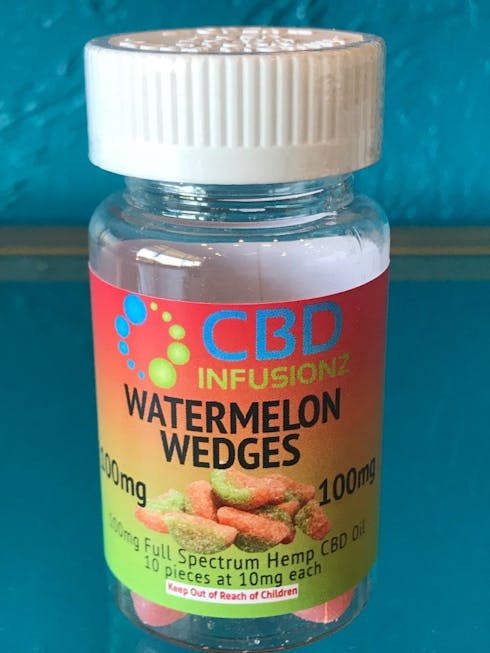 CBD
INFUSIONZ
WATERMELON
WEDGES
100mg
100mg
100mg Full Spectrum Hemp CBD Oil
10 pieces at 10mg each
Keep Out of Reach of Children